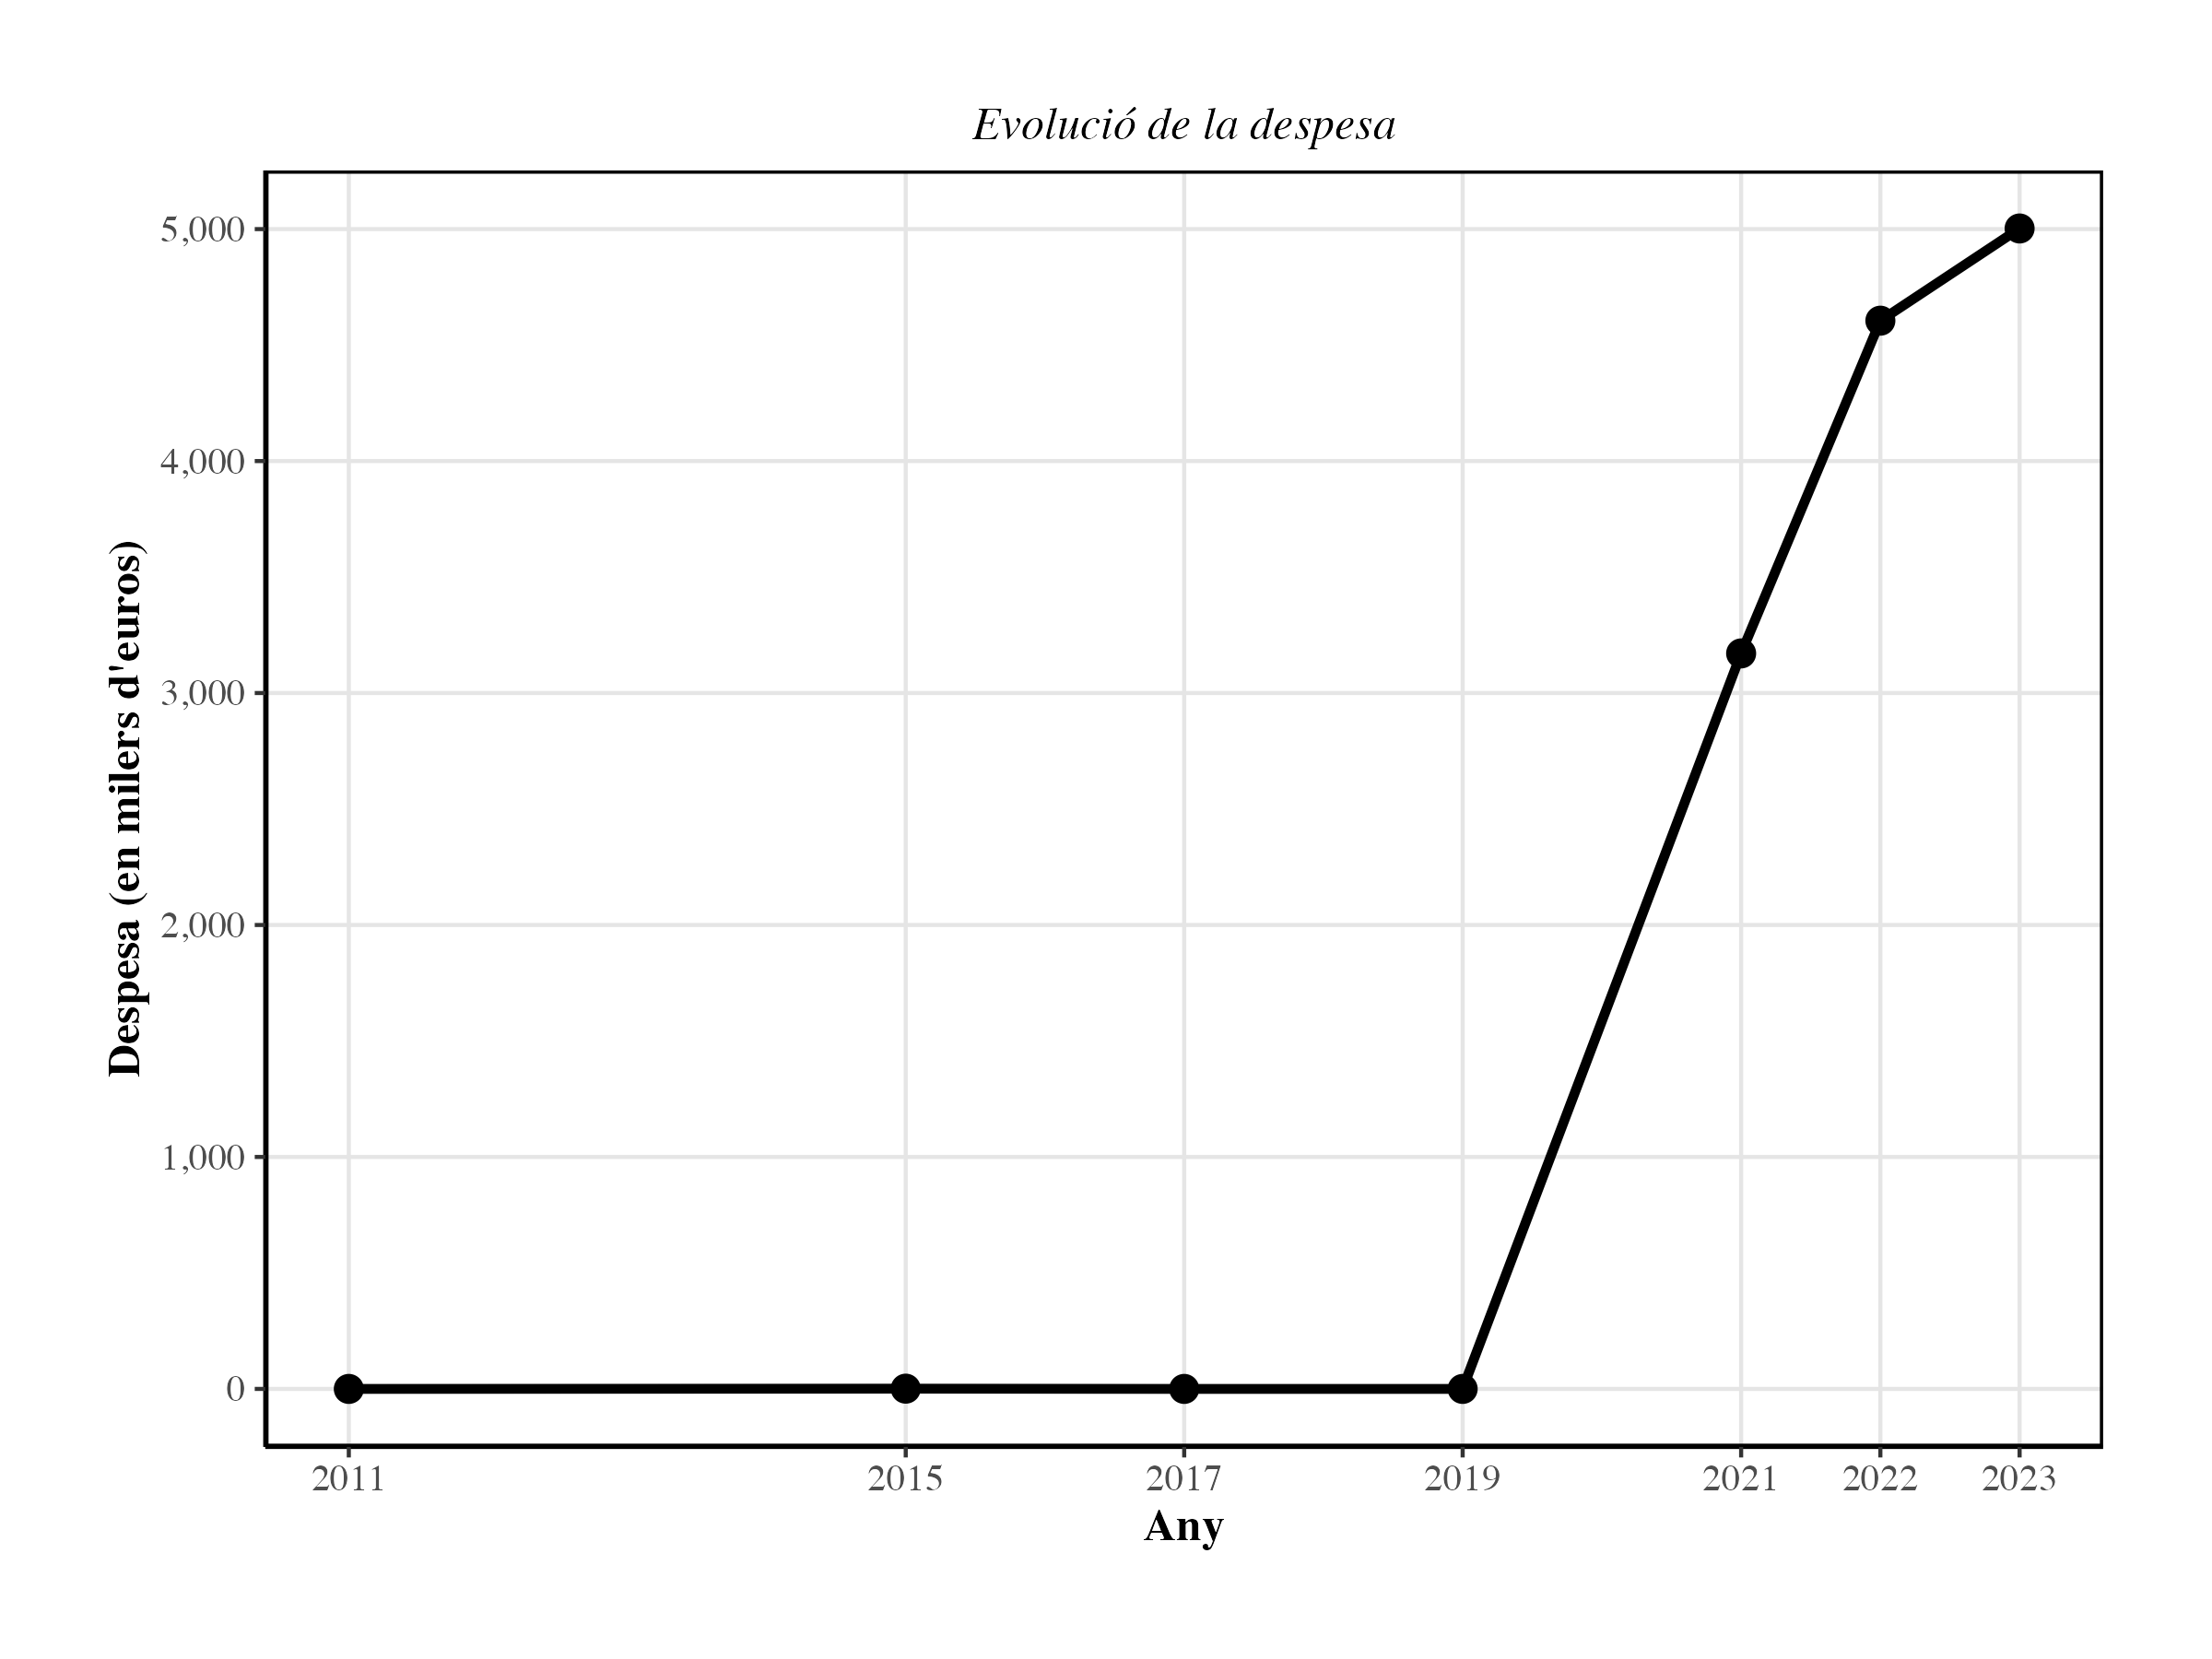 Evolució de la despesa
Despesa (en milers d'euros)
5,000
4,000
3,000
2,000
1,000
0
2011 2015 2017 2019 2021 2022 2023
Any